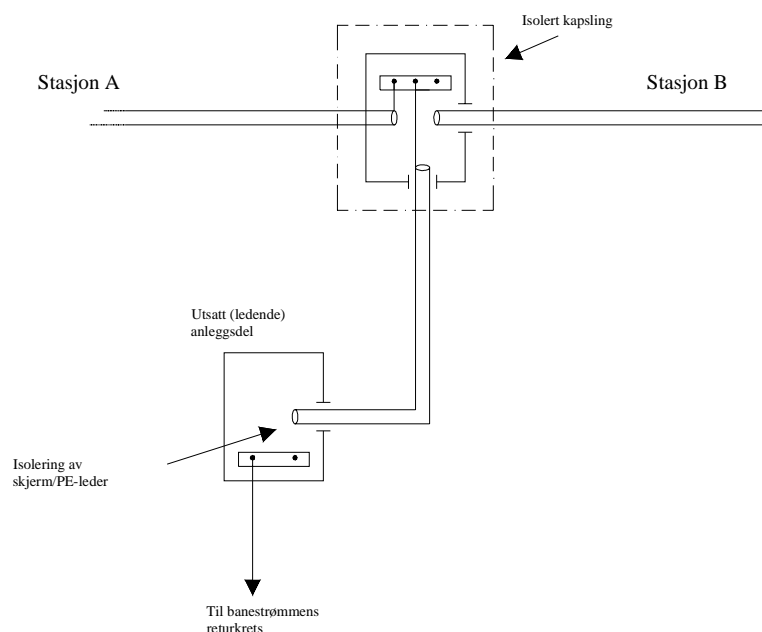 Isolert kapsling
Stasjon A
Stasjon B
Utsatt (ledende)
anleggsdel
Isolering av
skjerm/PE-leder
Til banestrømmens
returkrets